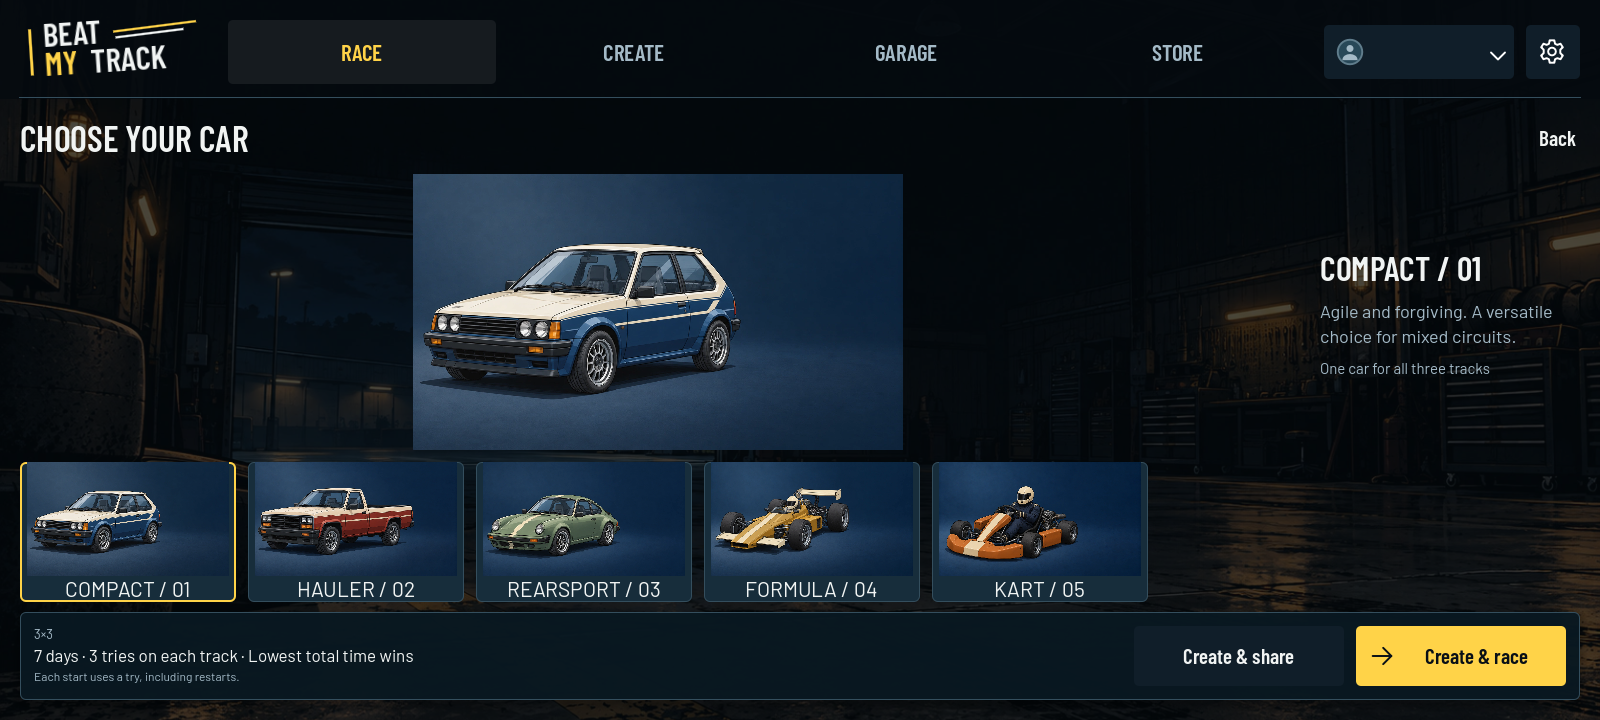 BEAT
MY TRACK
RACE
CREATE
GARAGE
STORE
CHOOSE YOUR CAR
Back
COMPACT / 01
Agile and forgiving. A versatile
choice for mixed circuits.
One car for all three tracks
COMPACT / 01
HAULER / 02
REARSPORT / 03
FORMULA / 04
KART / 05
3×3
7 days · 3 tries on each track · Lowest total time wins
Each start uses a try, including restarts.
Create & share
Create & race